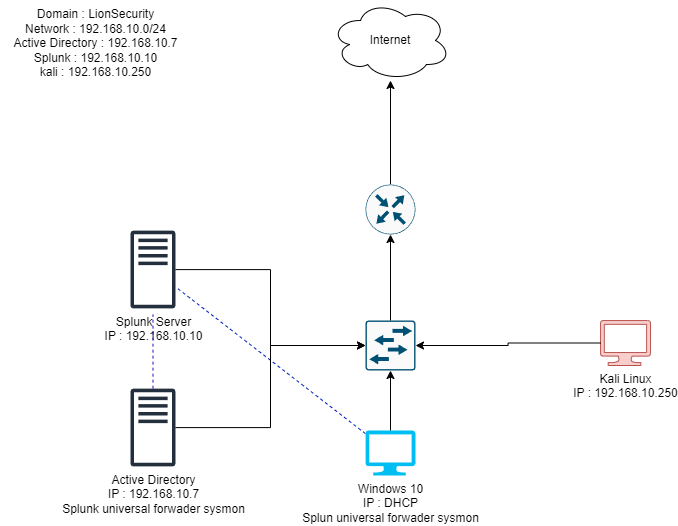 Domain : LionSecurity
Network : 192.168.10.0/24
Active Directory : 192.168.10.7
Splunk : 192.168.10.10
kali : 192.168.10.250
Internet
Splunk Server
IP : 192.168.10.10
Kali Linux
IP : 192.168.10.250
Active Directory
IP : 192.168.10.7
Splunk universal forwader sysmon
Windows 10
IP : DHCP
Splun universal forwader sysmon